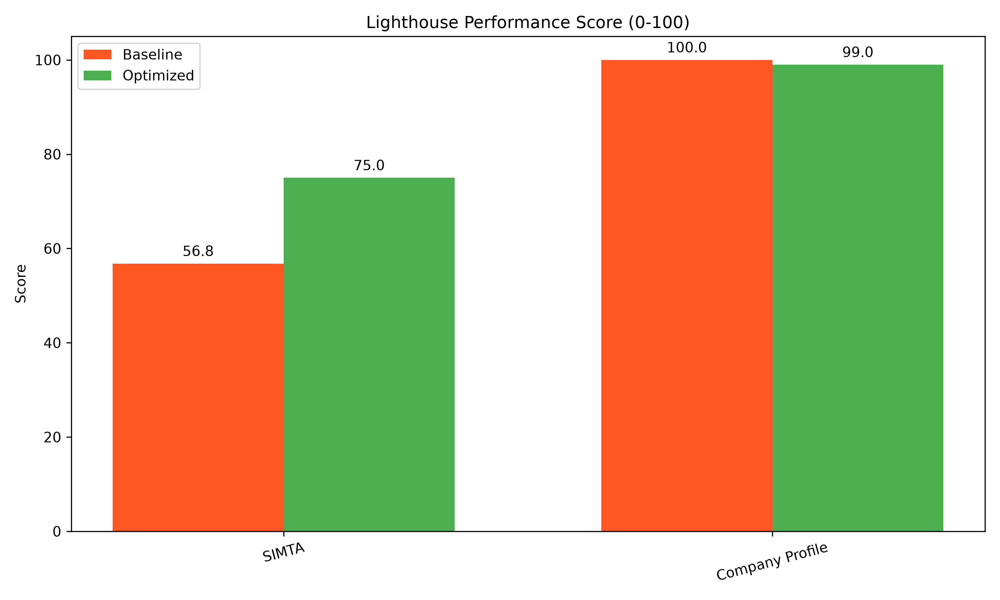 Lighthouse Performance Score (0-100)
Baseline
Optimized
100.0
99.0
75.0
56.8
Score
100
80
60
40
20
0
SIMTA
Company Profile